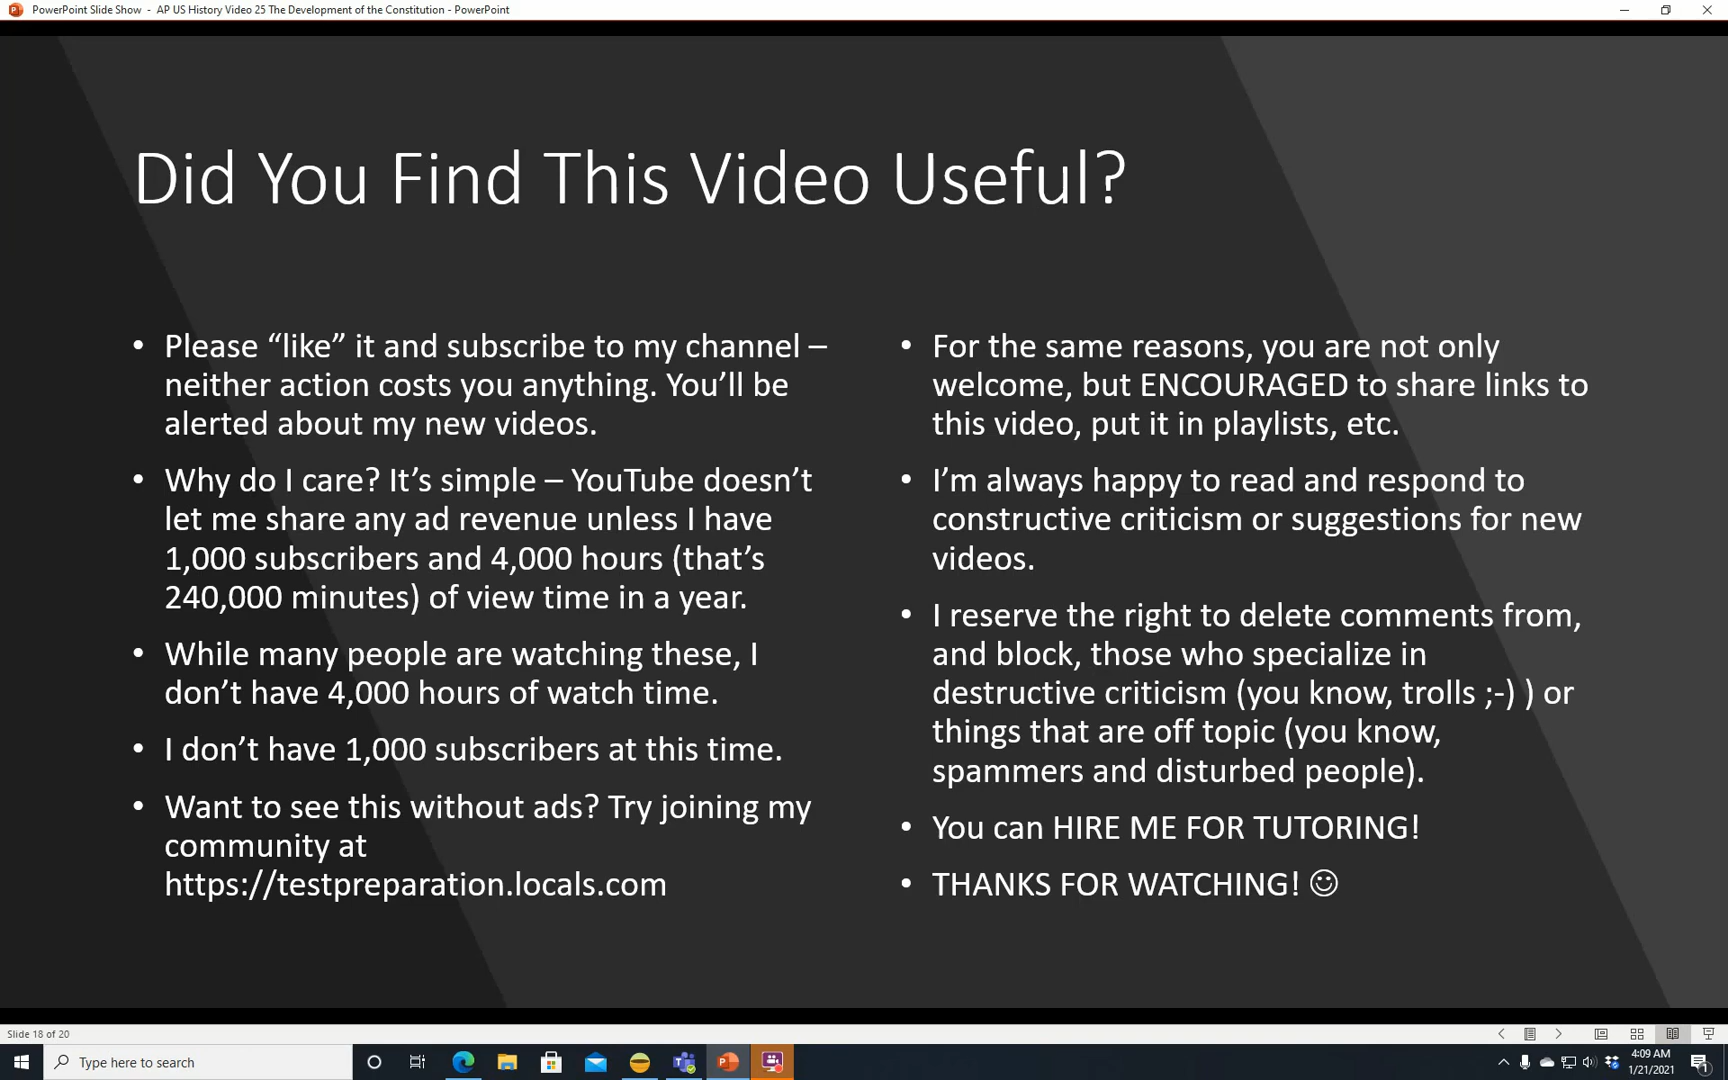 PowerPoint Slide Show - AP US History Video 25 The Development of the Constitution - PowerPoint
Did You Find This Video Useful?
• Please “like” it and subscribe to my channel –
neither action costs you anything. You’ll be
alerted about my new videos.
• Why do I care? It’s simple – YouTube doesn’t
let me share any ad revenue unless I have
1,000 subscribers and 4,000 hours (that’s
240,000 minutes) of view time in a year.
• While many people are watching these, I
don’t have 4,000 hours of watch time.
• I don’t have 1,000 subscribers at this time.
• Want to see this without ads? Try joining my
community at
https://testpreparation.locals.com
• For the same reasons, you are not only
welcome, but ENCOURAGED to share links to
this video, put it in playlists, etc.
• I’m always happy to read and respond to
constructive criticism or suggestions for new
videos.
• I reserve the right to delete comments from,
and block, those who specialize in
destructive criticism (you know, trolls ;-) ) or
things that are off topic (you know,
spammers and disturbed people).
• You can HIRE ME FOR TUTORING!
• THANKS FOR WATCHING! ☺
Slide 18 of 20
Type here to search
4:09 AM
1/21/2021
1